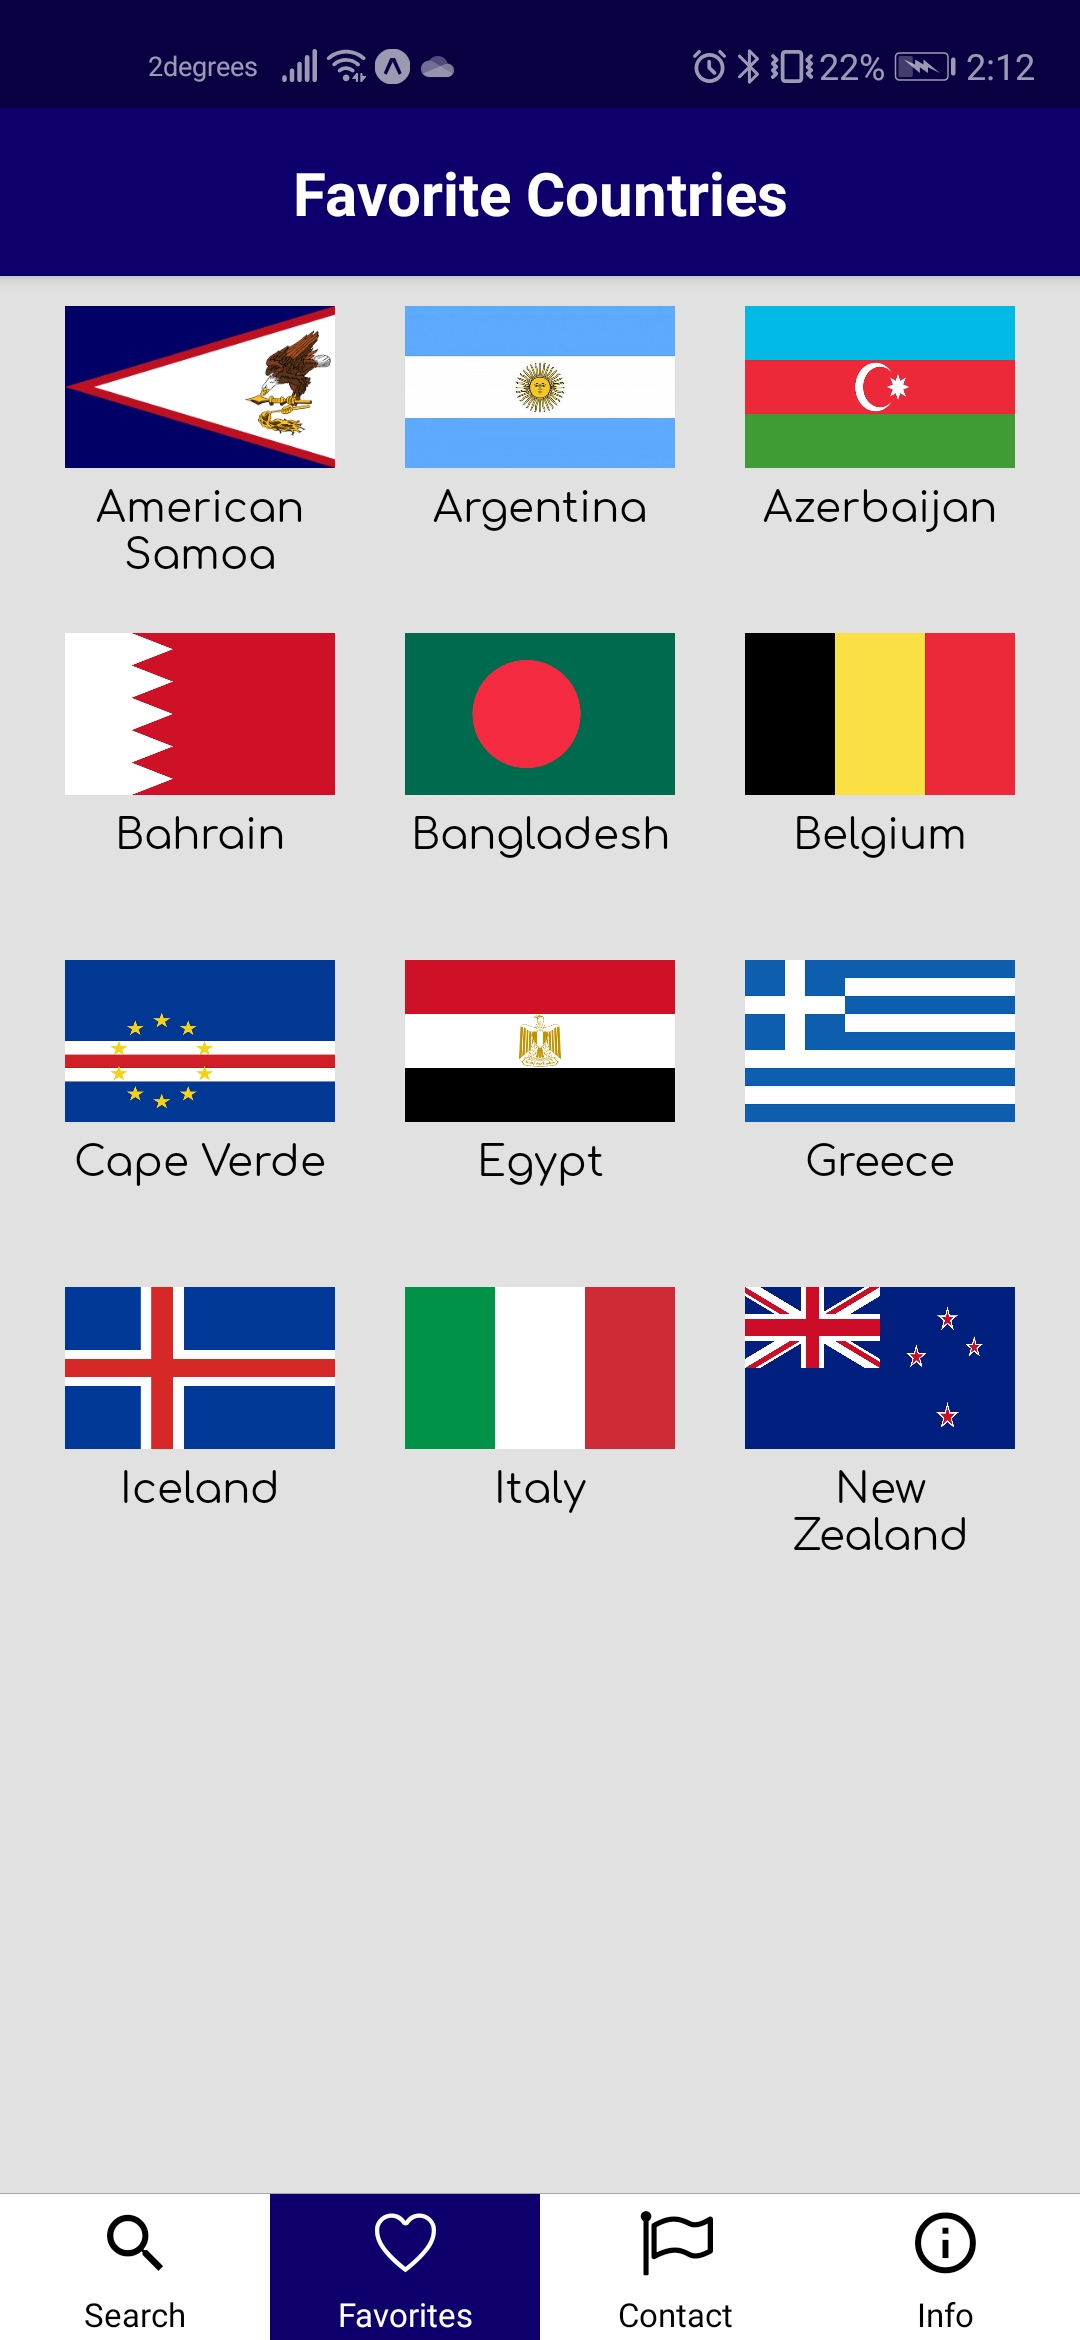 2degrees 22% 2:12
Favorite Countries
American Argentina Azerbaijan
Samoa
Bahrain Bangladesh Belgium
Cape Verde Egypt Greece
Iceland Italy New
Zealand
Search Favorites Contact Info